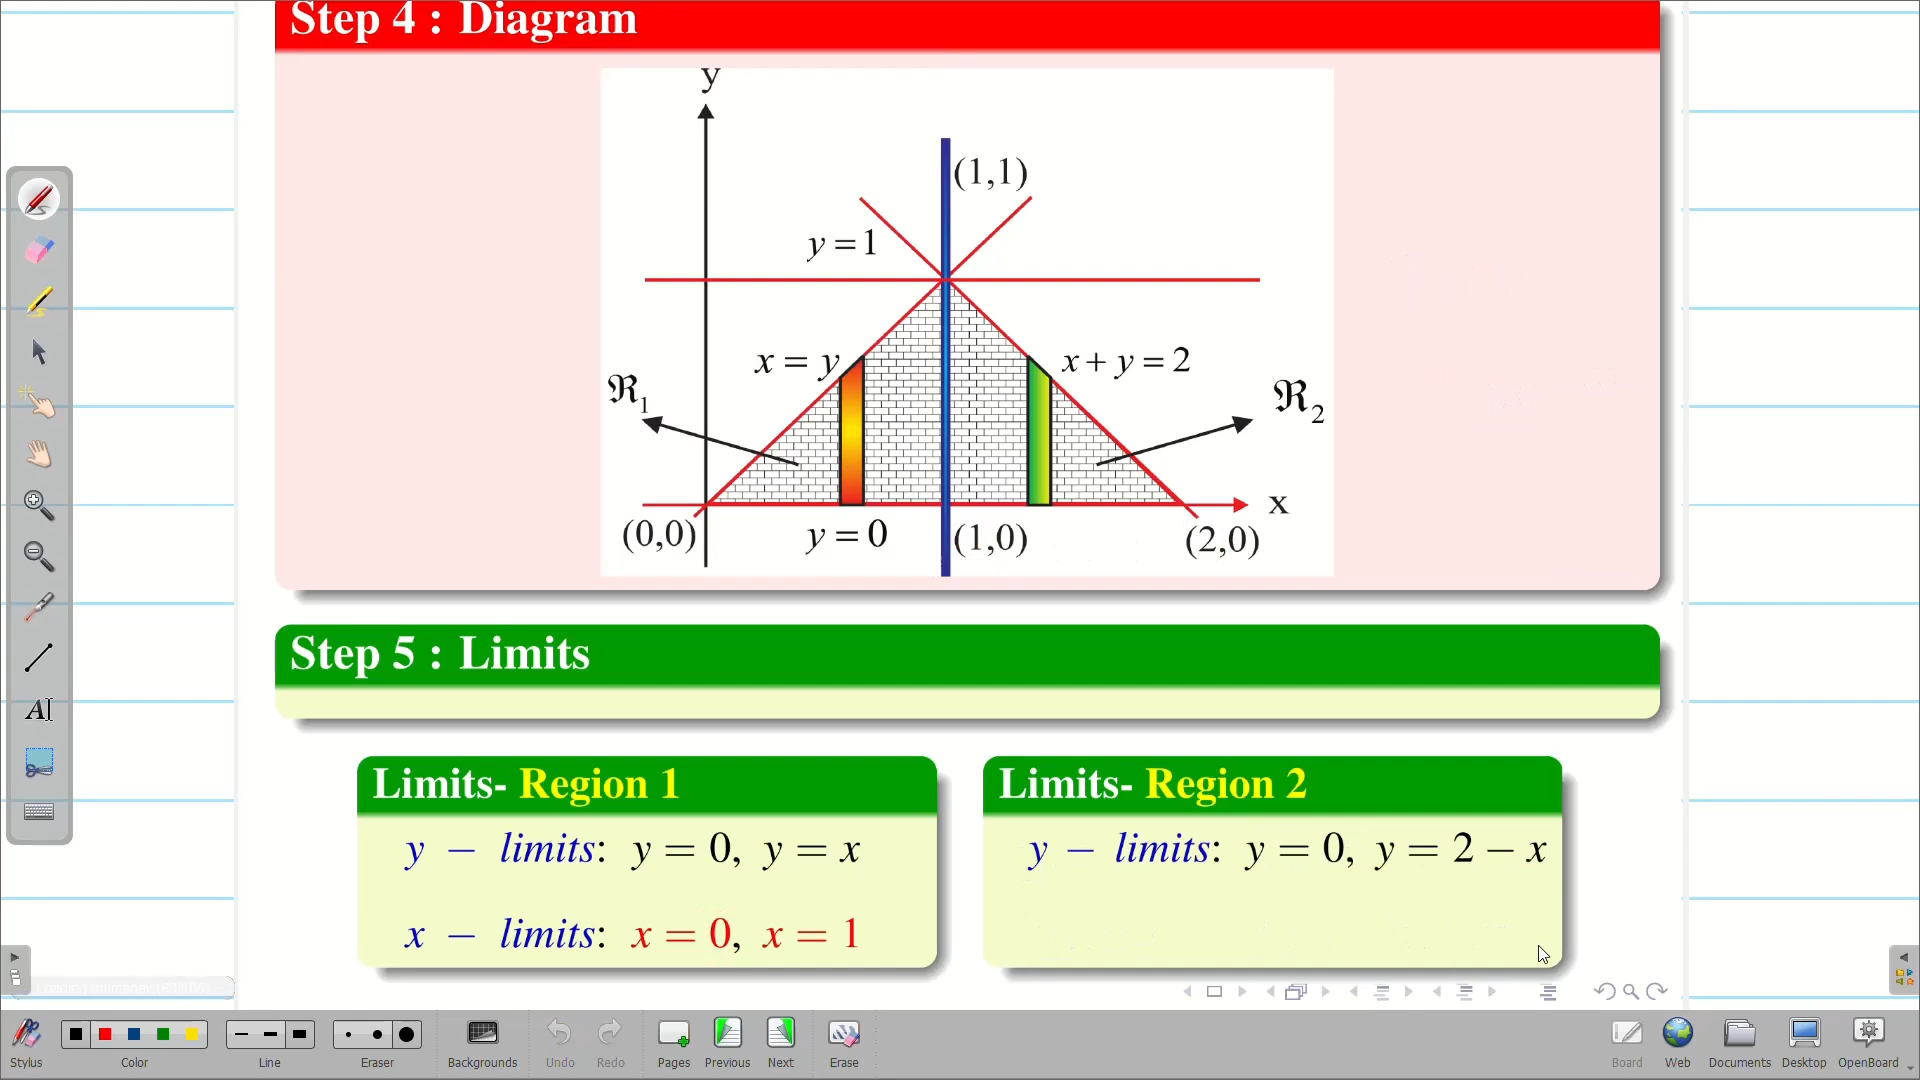 Step 4 : Diagram
y
(1,1)
y = 1
x = y
x + y = 2
ℜ1
ℜ2
x
(0,0)
y = 0
(1,0)
(2,0)
Step 5 : Limits
Limits- Region 1
y − limits: y = 0, y = x
x − limits: x = 0, x = 1
Limits- Region 2
y − limits: y = 0, y = 2 − x
Stylus
Color
Line
Eraser
Backgrounds
Undo
Redo
Pages
Previous
Next
Erase
Board
Web
Documents
Desktop
OpenBoard